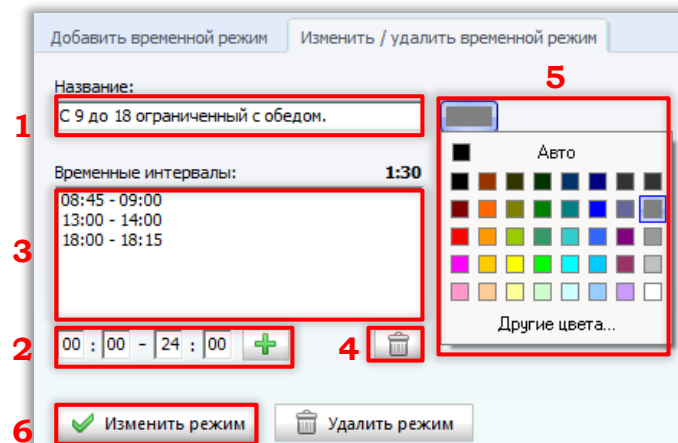 Добавить временной режим Изменить / удалить временной режим
5
Название:
1 С 9 до 18 ограниченный с обедом.
Авто
Временные интервалы: 1:30
3 08:45 - 09:00
13:00 - 14:00
18:00 - 18:15
2 00 : 00 - 24 : 00 4
Другие цвета...
6 Изменить режим Удалить режим